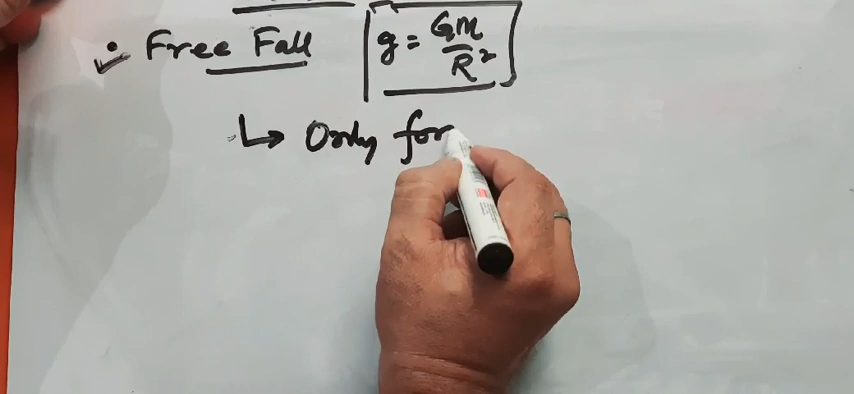 Free Fall g = GM/R²
↳ Only for